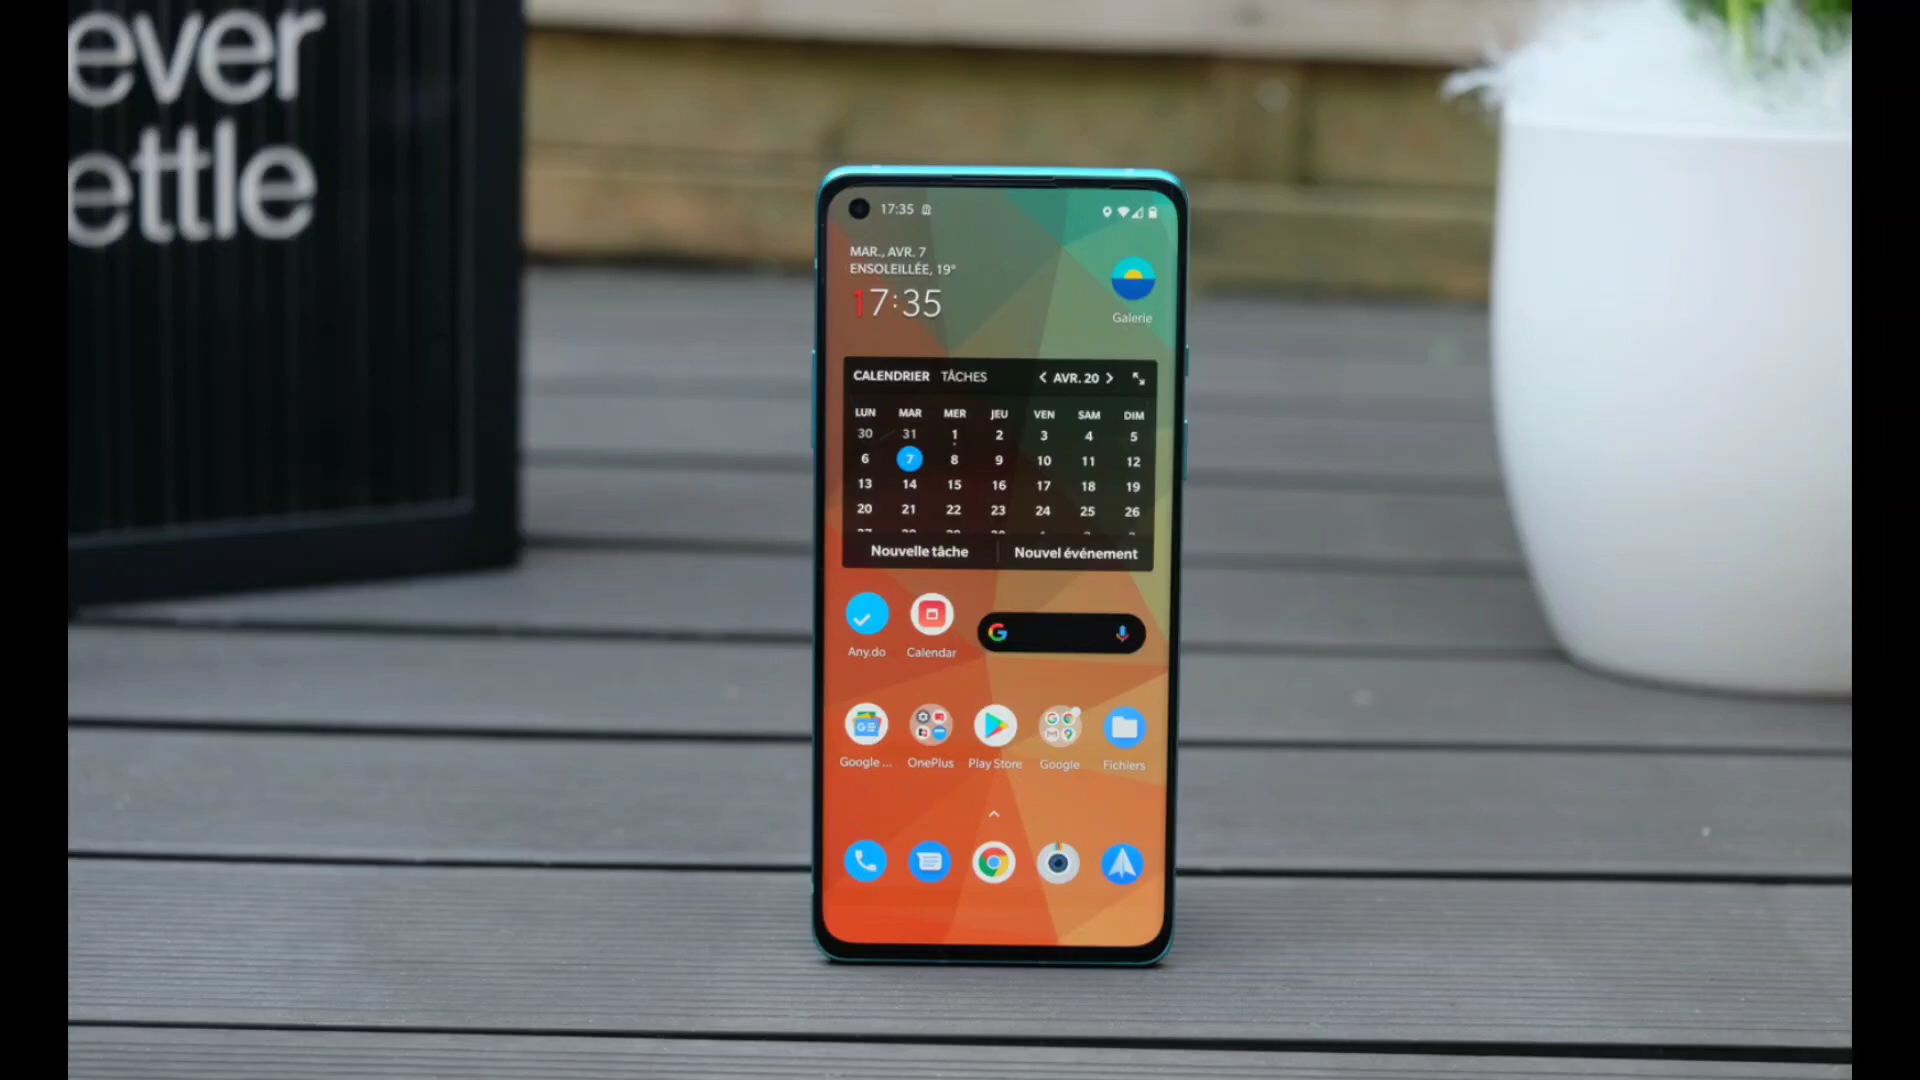 ever
ettle
17:35
MAR., AVR. 7
ENSOLEILLÉE, 19°
17:35
Galerie
CALENDRIER TÂCHES < AVR. 20 >
LUN MAR MER JEU VEN SAM DIM
30 31 1 2 3 4 5
6 7 8 9 10 11 12
13 14 15 16 17 18 19
20 21 22 23 24 25 26
Nouvelle tâche Nouvel événement
Any.do Calendar
G
GE
Google ... OnePlus Play Store Google Fichiers